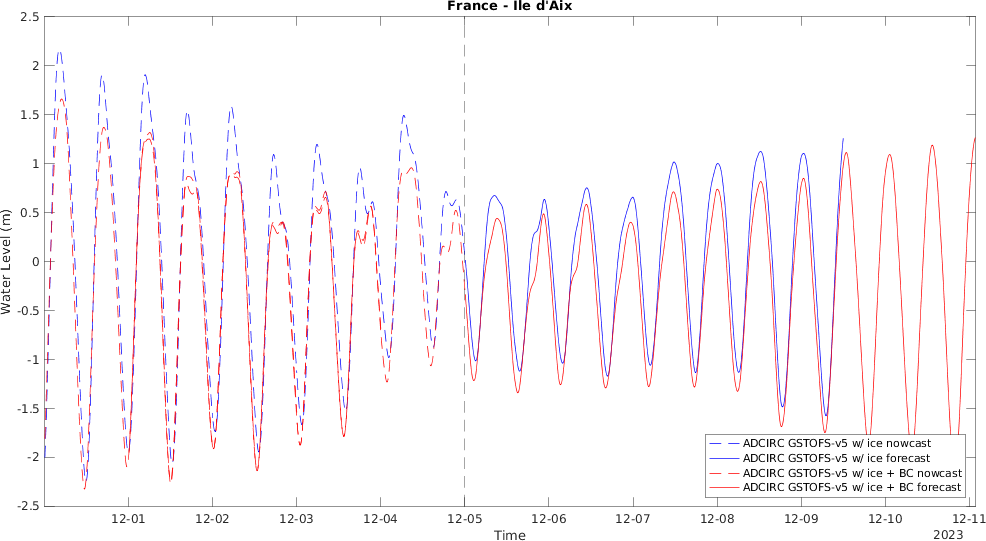 France - Ile d'Aix
2.5
2
1.5
1
0.5
0
-0.5
-1
-1.5
-2
-2.5
Water Level (m)
12-01 12-02 12-03 12-04 12-05 12-06 12-07 12-08 12-09 12-10 12-11
Time
2023
ADCIRC GSTOFS-v5 w/ ice nowcast
ADCIRC GSTOFS-v5 w/ ice forecast
ADCIRC GSTOFS-v5 w/ ice + BC nowcast
ADCIRC GSTOFS-v5 w/ ice + BC forecast